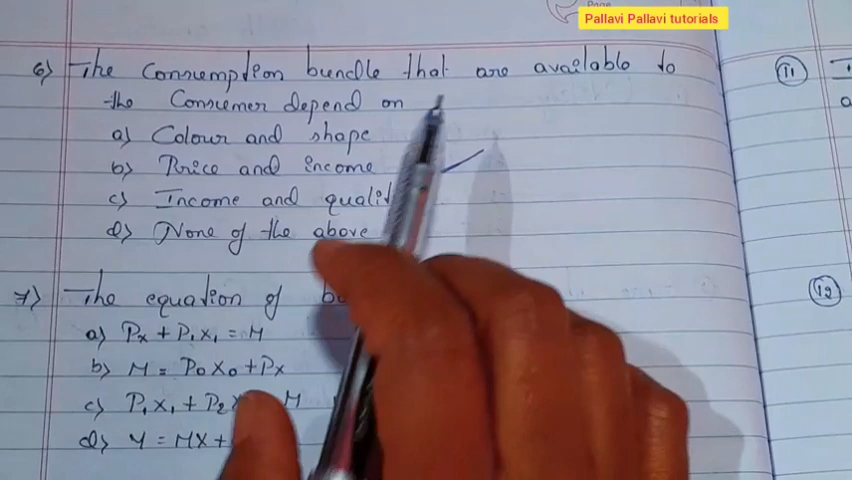 Page
Pallavi Pallavi tutorials
6) The Consumption bundle that are available to
the Consumer depend on
a) Colour and shape
b) Price and income
c) Income and
d) None of the above
7) The equation of
a) Px + P₁x₁ = M
b) M = P₀X₀ + Px
c) P₁x₁ + P₂ M
d) Y = MX +
11
12